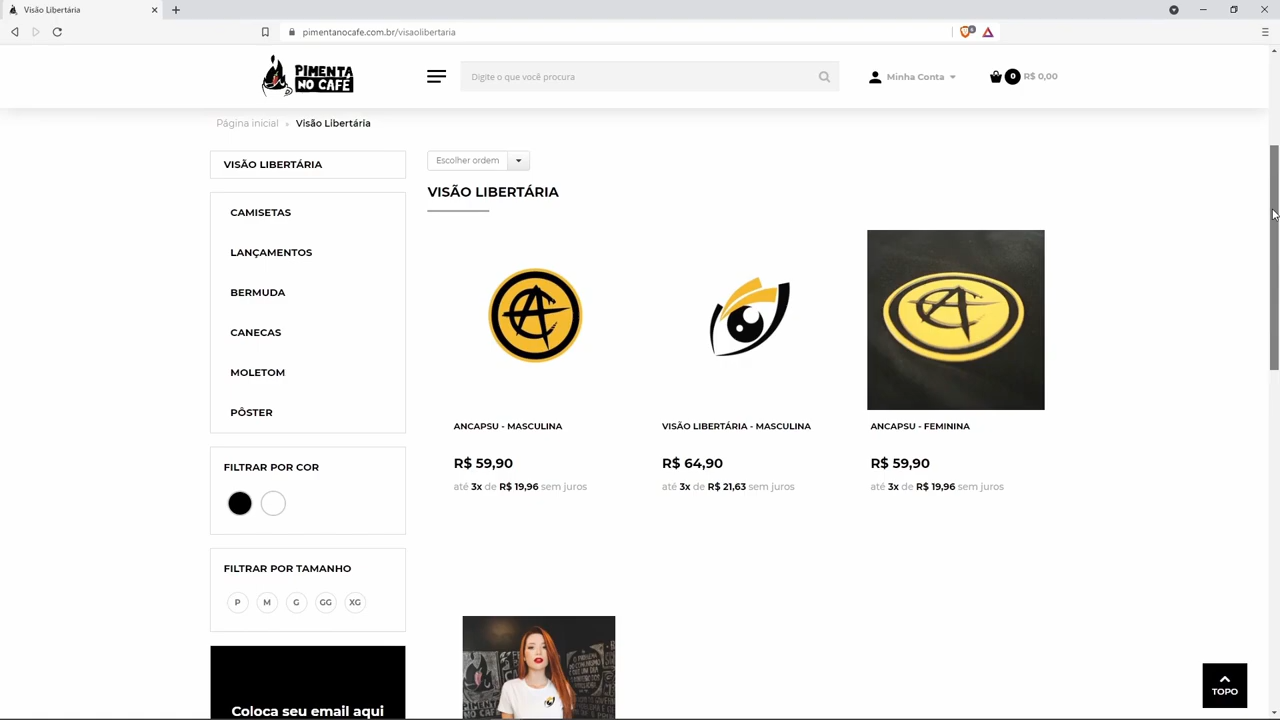 Visão Libertária
pimentanocafe.com.br/visaolibertaria
PIMENTA
NO CAFÉ
Digite o que você procura
Minha Conta
0
R$ 0,00
Página inicial » Visão Libertária
VISÃO LIBERTÁRIA
CAMISETAS
LANÇAMENTOS
BERMUDA
CANECAS
MOLETOM
PÔSTER
FILTRAR POR COR
FILTRAR POR TAMANHO
P M G GG XG
Coloca seu email aqui
Escolher ordem
VISÃO LIBERTÁRIA
ANCAPSU - MASCULINA
R$ 59,90
até 3x de R$ 19,96 sem juros
VISÃO LIBERTÁRIA - MASCULINA
R$ 64,90
até 3x de R$ 21,63 sem juros
ANCAPSU - FEMININA
R$ 59,90
até 3x de R$ 19,96 sem juros
TOPO